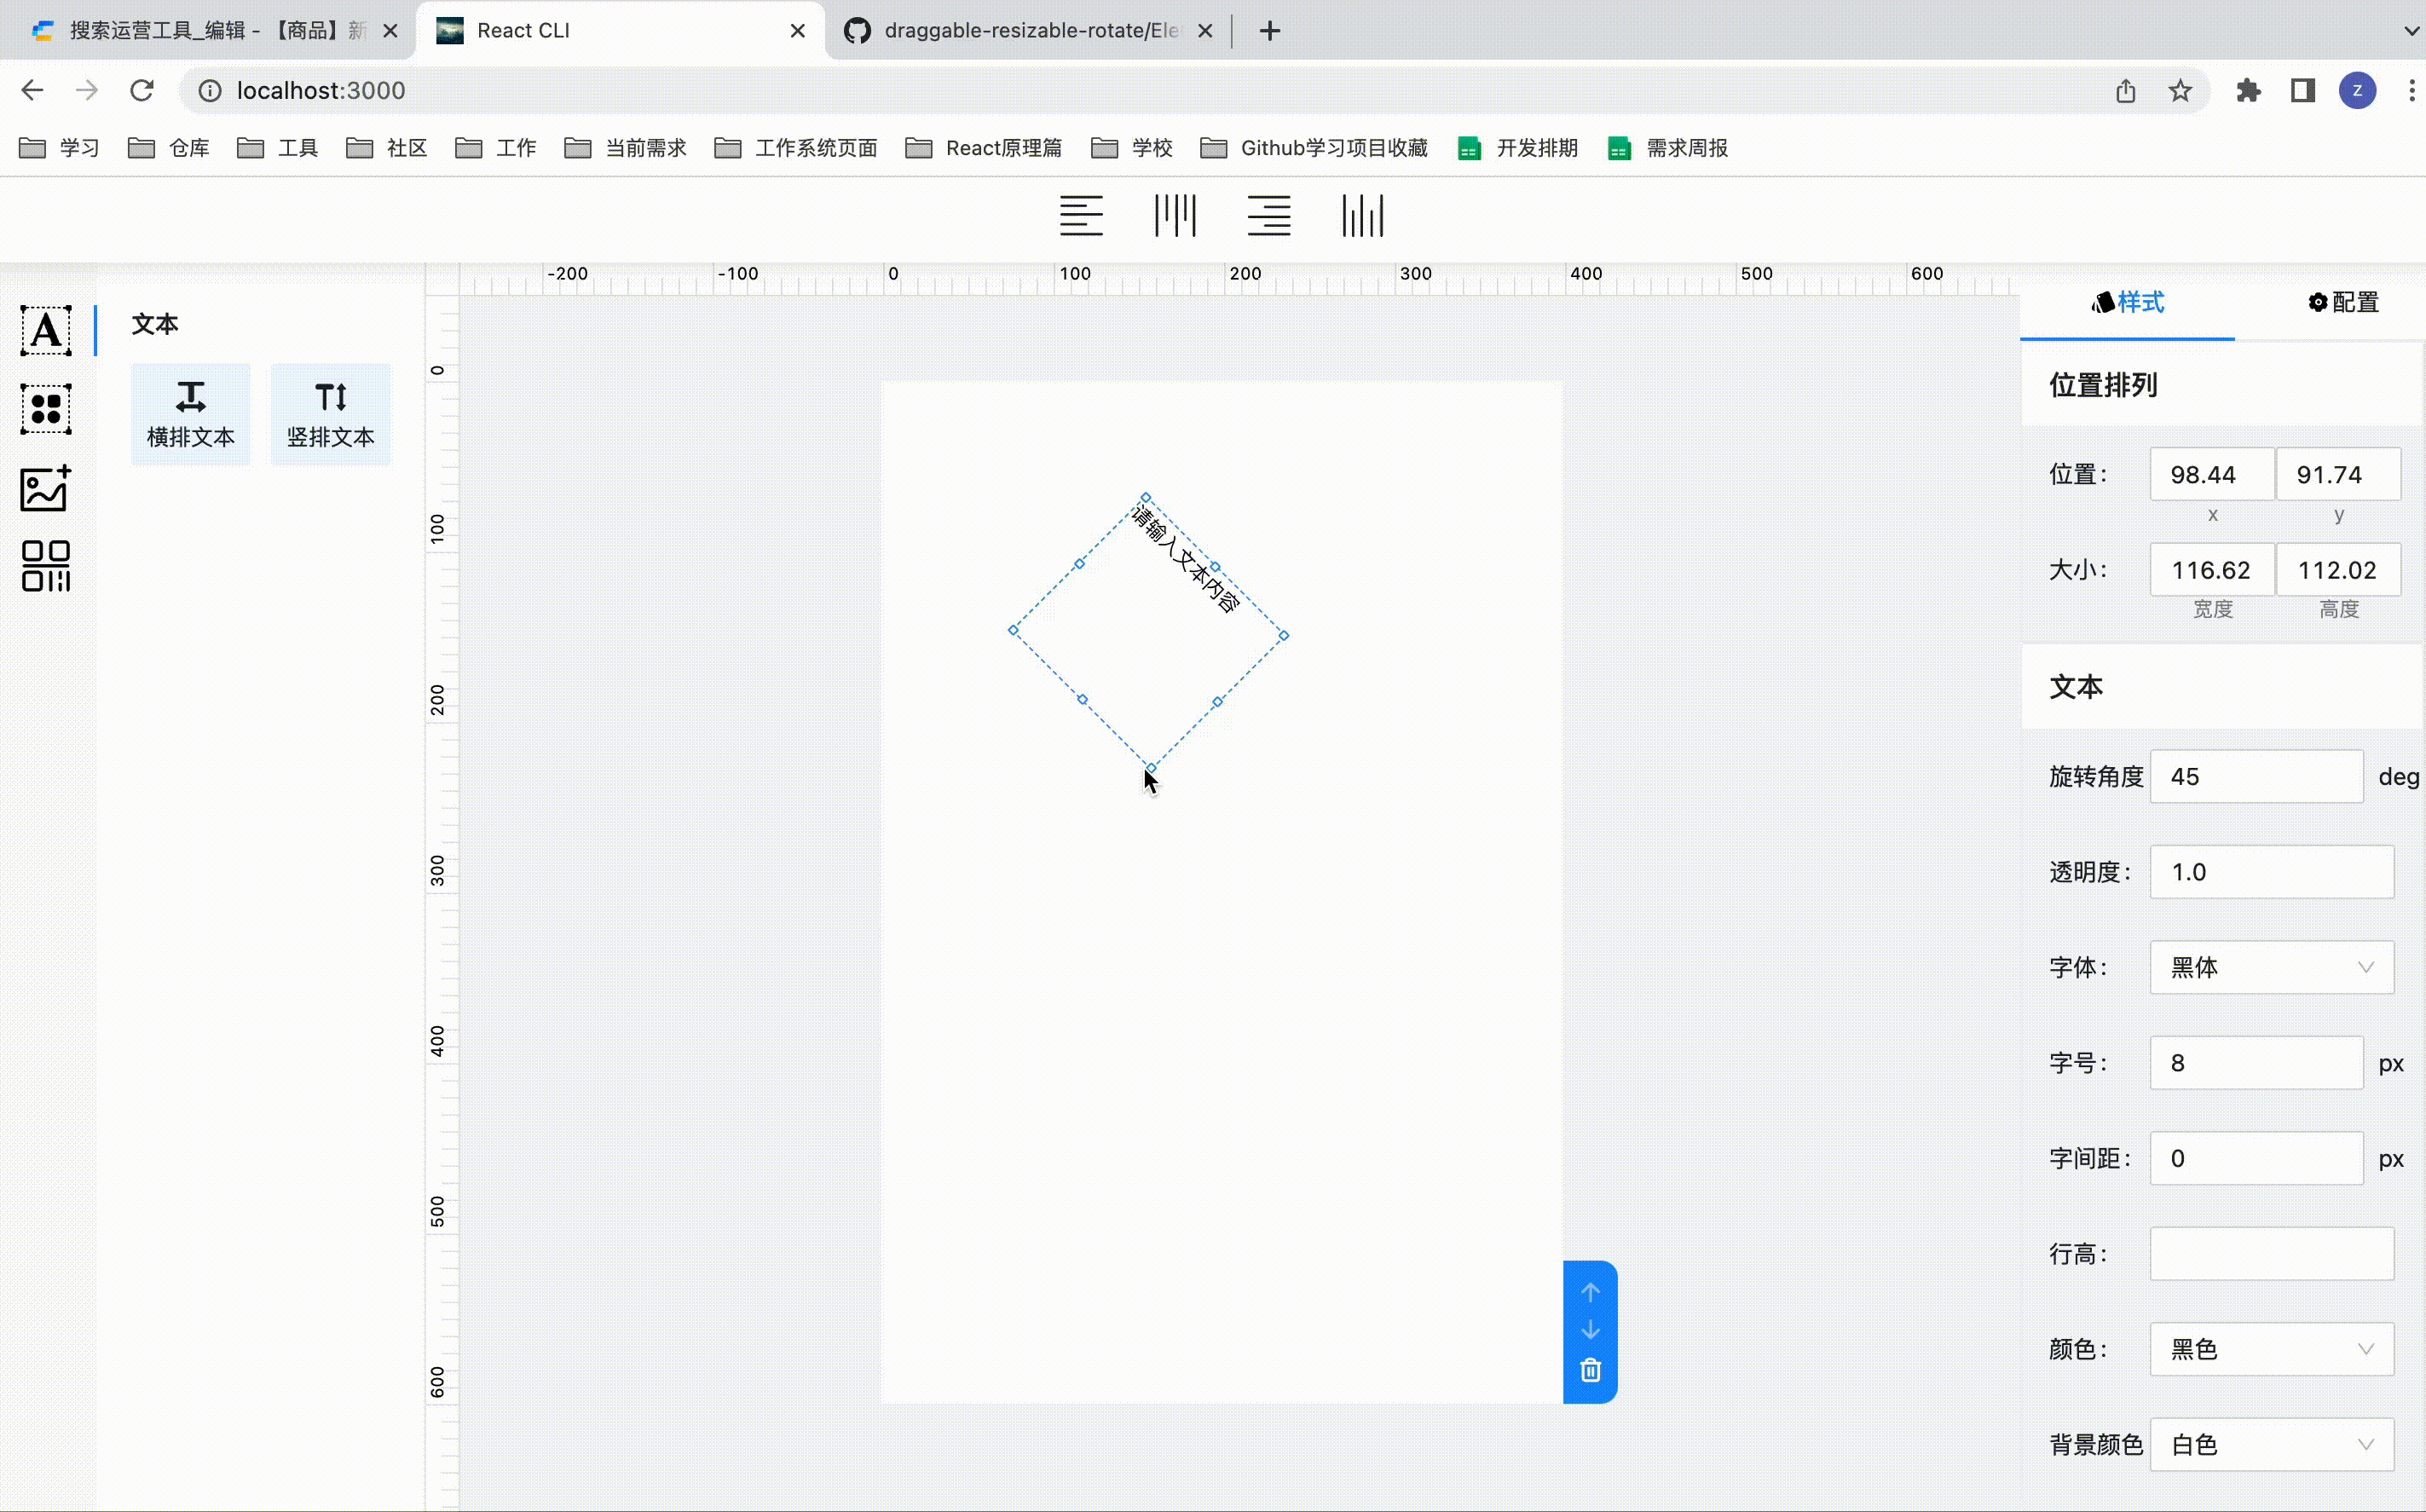 搜索运营工具_编辑 - 【商品】新
React CLI
draggable-resizable-rotate/Ele
localhost:3000
Z
学习
仓库
工具
社区
工作
当前需求
工作系统页面
React原理篇
学校
Github学习项目收藏
开发排期
需求周报
-200 -100 0 100 200 300 400 500 600
A
文本
横排文本
竖排文本
0
100
200
300
400
500
600
请输入文本内容
样式
配置
位置排列
位置: 98.44 91.74
x y
大小: 116.62 112.02
宽度 高度
文本
旋转角度 45 deg
透明度: 1.0
字体: 黑体
字号: 8 px
字间距: 0 px
行高:
颜色: 黑色
背景颜色 白色